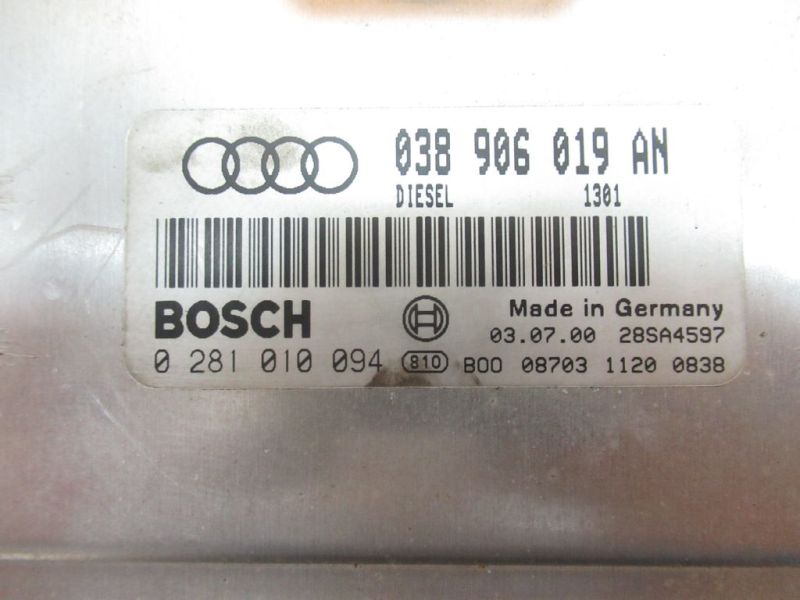 038 906 019 AN
DIESEL 1301
BOSCH
Made in Germany
03.07.00 28SA4597
0 281 010 094 810 B00 08703 1120 0838